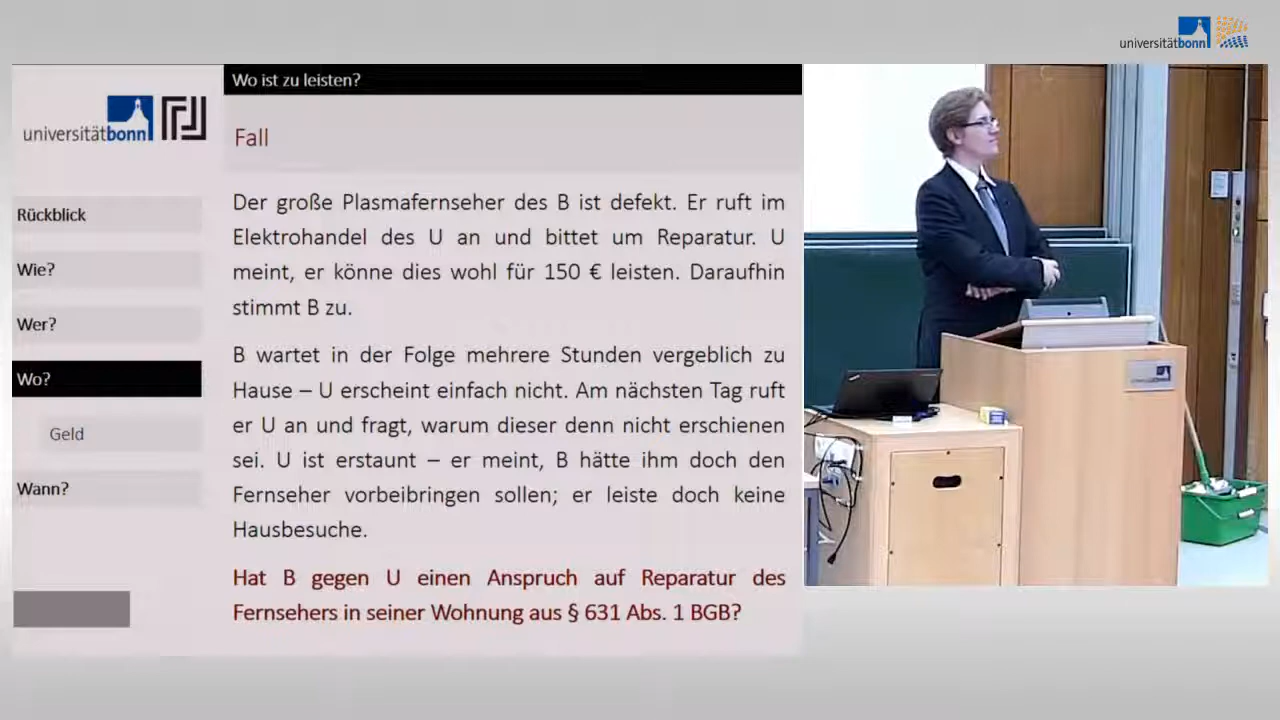 universitätbonn
Wo ist zu leisten?
universitätbonn
Fall
Rückblick
Wie?
Wer?
Wo?
Geld
Wann?
Der große Plasmafernseher des B ist defekt. Er ruft im
Elektrohandel des U an und bittet um Reparatur. U
meint, er könne dies wohl für 150 € leisten. Daraufhin
stimmt B zu.
B wartet in der Folge mehrere Stunden vergeblich zu
Hause – U erscheint einfach nicht. Am nächsten Tag ruft
er U an und fragt, warum dieser denn nicht erschienen
sei. U ist erstaunt – er meint, B hätte ihm doch den
Fernseher vorbeibringen sollen; er leiste doch keine
Hausbesuche.
Hat B gegen U einen Anspruch auf Reparatur des
Fernsehers in seiner Wohnung aus § 631 Abs. 1 BGB?